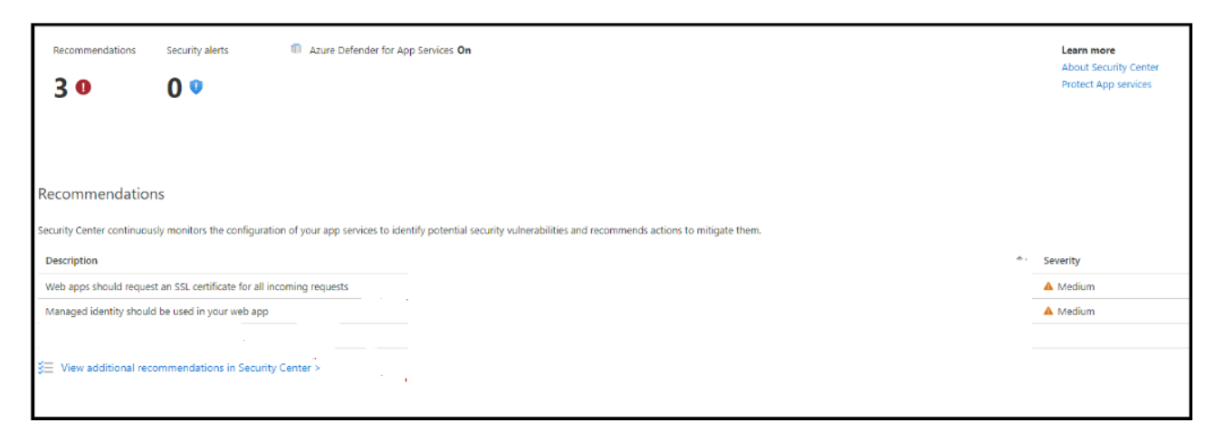 Recommendations Security alerts Azure Defender for App Services On Learn more
About Security Center
3 0 Protect App services
Recommendations
Security Center continuously monitors the configuration of your app services to identify potential security vulnerabilities and recommends actions to mitigate them.
Description Severity
Web apps should request an SSL certificate for all incoming requests Medium
Managed identity should be used in your web app Medium
View additional recommendations in Security Center >